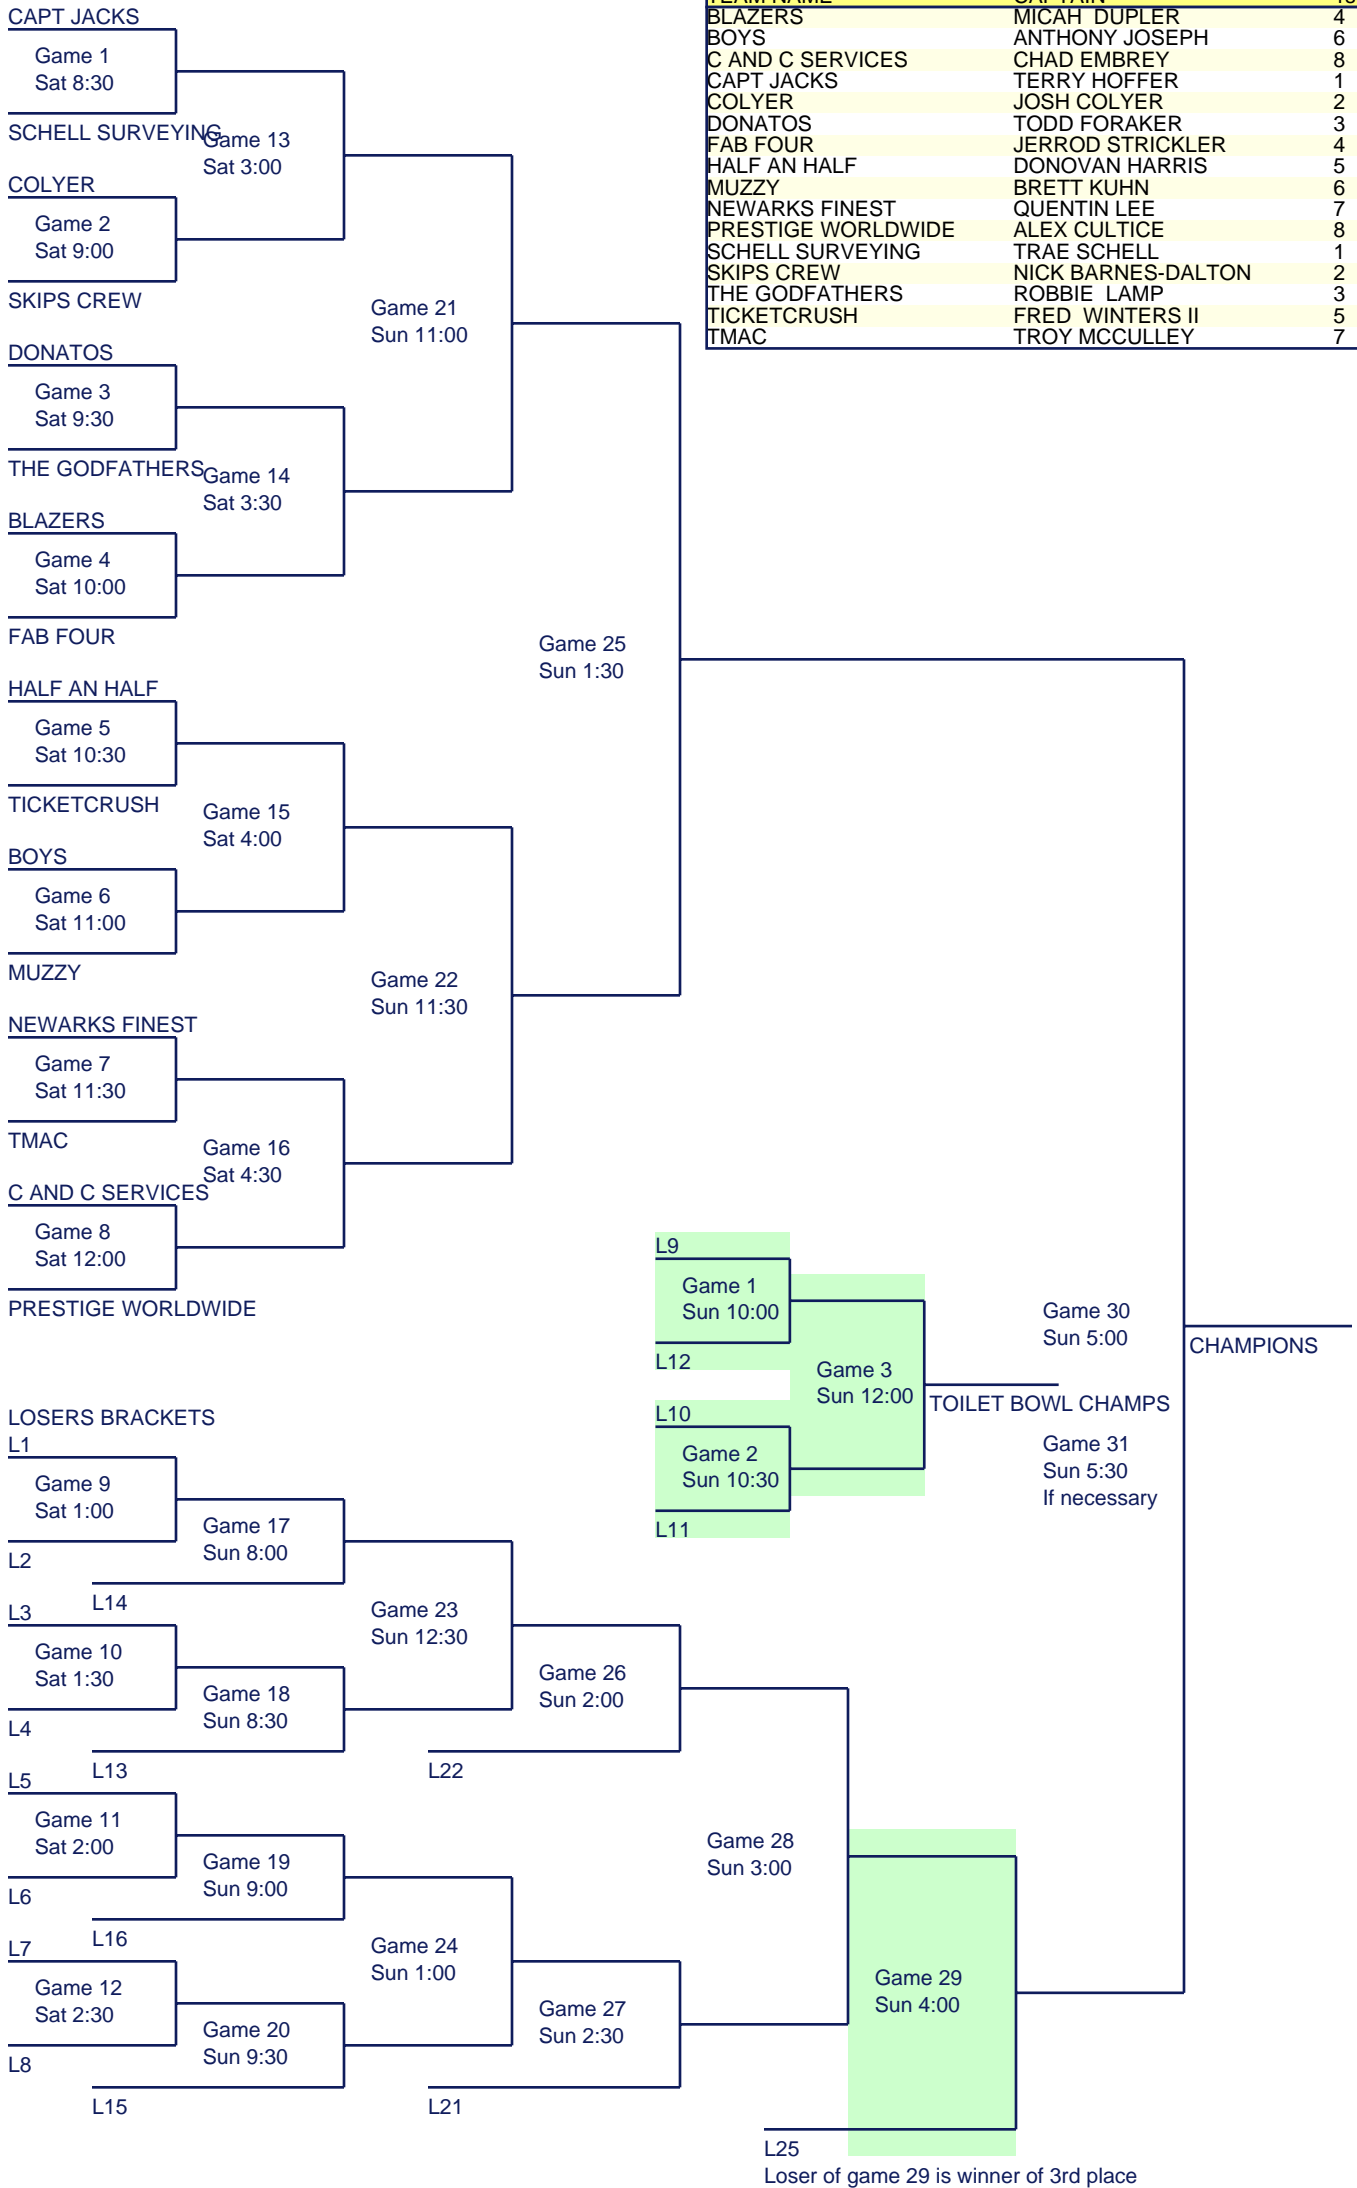 CAPT JACKS
Game 1
Sat 8:30
SCHELL SURVEYING
Game 13
Sat 3:00
COLYER
Game 2
Sat 9:00
SKIPS CREW
Game 21
Sun 11:00
DONATOS
Game 3
Sat 9:30
THE GODFATHERS
Game 14
Sat 3:30
BLAZERS
Game 4
Sat 10:00
FAB FOUR
Game 25
Sun 1:30
HALF AN HALF
Game 5
Sat 10:30
TICKETCRUSH
Game 15
Sat 4:00
BOYS
Game 6
Sat 11:00
MUZZY
Game 22
Sun 11:30
NEWARKS FINEST
Game 7
Sat 11:30
TMAC
Game 16
Sat 4:30
C AND C SERVICES
Game 8
Sat 12:00
PRESTIGE WORLDWIDE
TEAM NAME CAPTAIN
BLAZERS MICAH DUPLER 4
BOYS ANTHONY JOSEPH 6
C AND C SERVICES CHAD EMBREY 8
CAPT JACKS TERRY HOFFER 1
COLYER JOSH COLYER 2
DONATOS TODD FORAKER 3
FAB FOUR JERROD STRICKLER 4
HALF AN HALF DONOVAN HARRIS 5
MUZZY BRETT KUHN 6
NEWARKS FINEST QUENTIN LEE 7
PRESTIGE WORLDWIDE ALEX CULTICE 8
SCHELL SURVEYING TRAE SCHELL 1
SKIPS CREW NICK BARNES-DALTON 2
THE GODFATHERS ROBBIE LAMP 3
TICKETCRUSH FRED WINTERS II 5
TMAC TROY MCCULLEY 7
L9
Game 1
Sun 10:00
L12
Game 3
Sun 12:00
L10
Game 2
Sun 10:30
L11
TOILET BOWL CHAMPS
Game 30
Sun 5:00
CHAMPIONS
Game 31
Sun 5:30
If necessary
LOSERS BRACKETS
L1
Game 9
Sat 1:00
L2
Game 17
Sun 8:00
L14
L3
Game 10
Sat 1:30
L4
Game 18
Sun 8:30
L13
Game 23
Sun 12:30
Game 26
Sun 2:00
L22
L5
Game 11
Sat 2:00
L6
Game 19
Sun 9:00
L16
L7
Game 12
Sat 2:30
L8
Game 20
Sun 9:30
L15
Game 24
Sun 1:00
Game 27
Sun 2:30
L21
Game 28
Sun 3:00
Game 29
Sun 4:00
L25
Loser of game 29 is winner of 3rd place